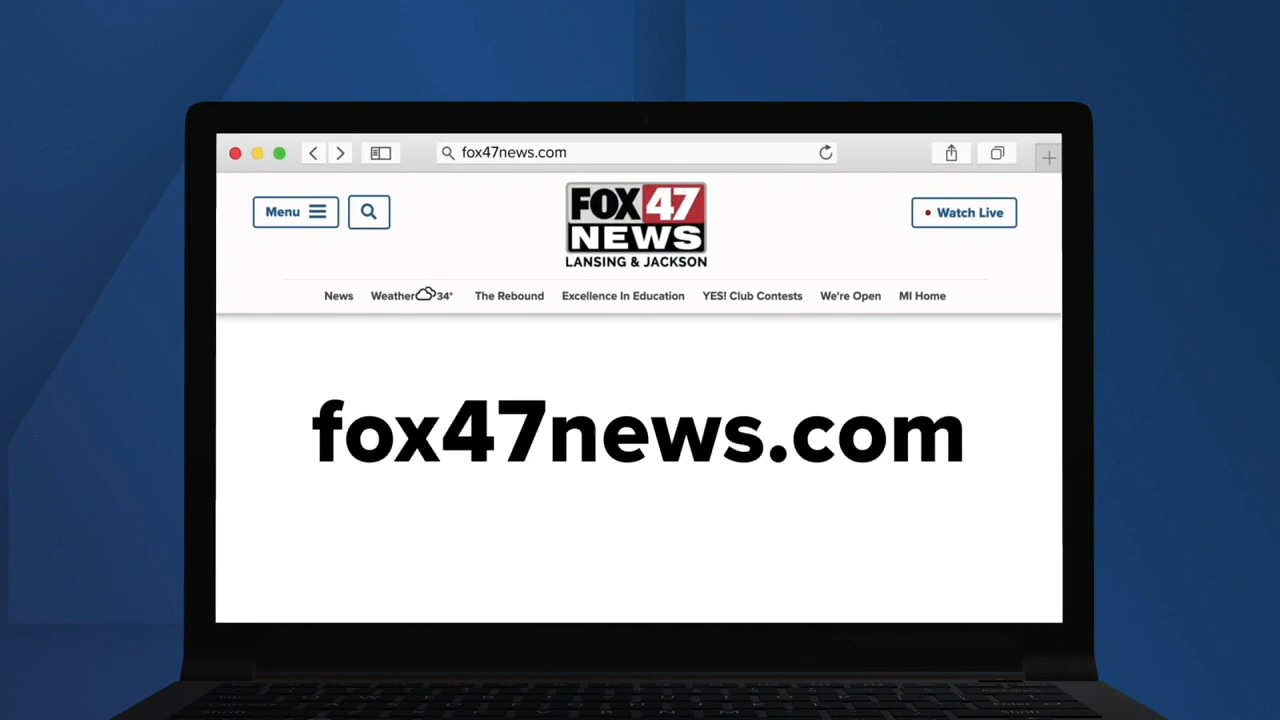 fox47news.com
Menu
FOX 47
NEWS
LANSING & JACKSON
Watch Live
News Weather 34° The Rebound Excellence In Education YES! Club Contests We're Open MI Home
fox47news.com